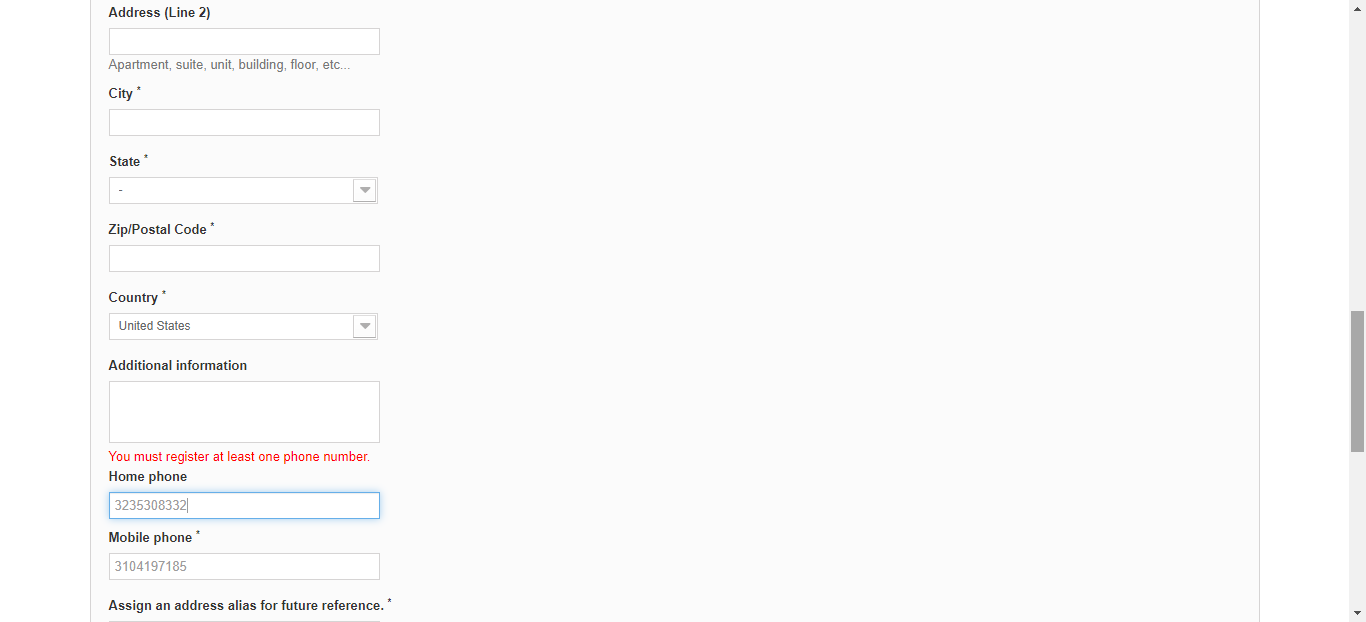 Address (Line 2)
Apartment, suite, unit, building, floor, etc...
City *
State *
-
Zip/Postal Code *
Country *
United States
Additional information
You must register at least one phone number.
Home phone
3235308332
Mobile phone *
3104197185
Assign an address alias for future reference. *